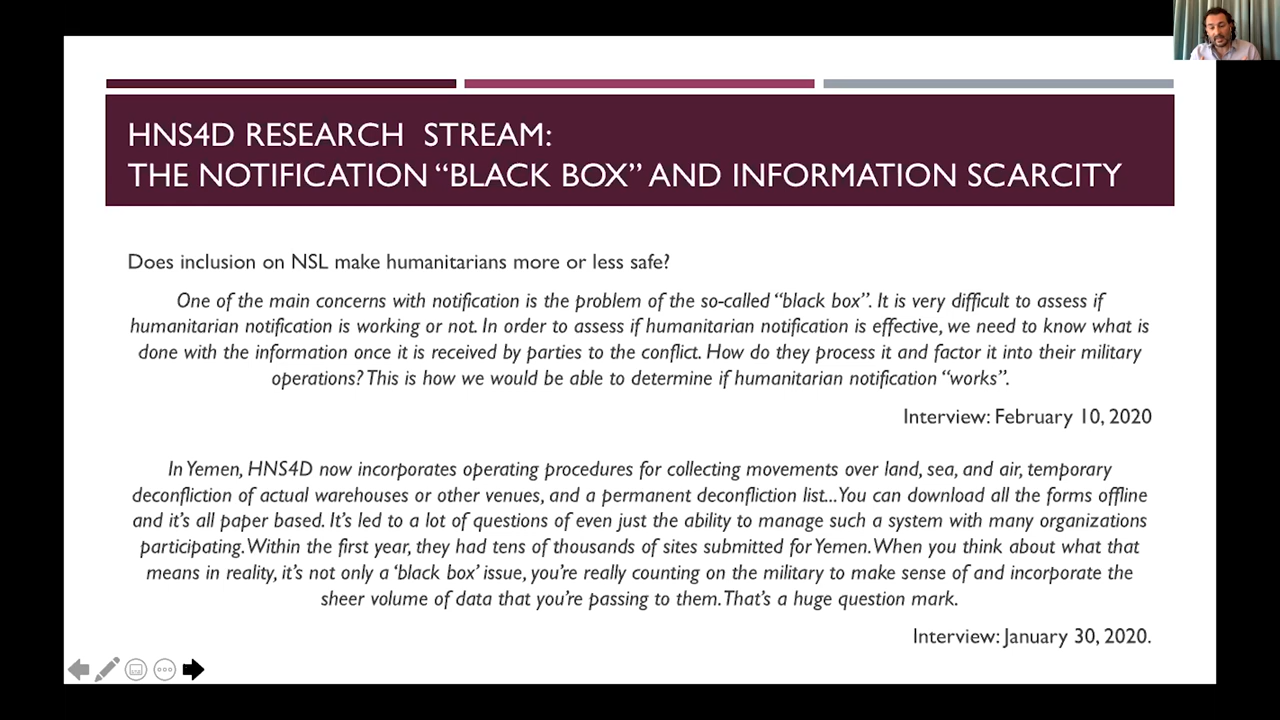 HNS4D RESEARCH STREAM:
THE NOTIFICATION “BLACK BOX” AND INFORMATION SCARCITY
Does inclusion on NSL make humanitarians more or less safe?
One of the main concerns with notification is the problem of the so-called “black box”. It is very difficult to assess if
humanitarian notification is working or not. In order to assess if humanitarian notification is effective, we need to know what is
done with the information once it is received by parties to the conflict. How do they process it and factor it into their military
operations? This is how we would be able to determine if humanitarian notification “works”.
Interview: February 10, 2020
In Yemen, HNS4D now incorporates operating procedures for collecting movements over land, sea, and air, temporary
deconfliction of actual warehouses or other venues, and a permanent deconfliction list...You can download all the forms offline
and it’s all paper based. It’s led to a lot of questions of even just the ability to manage such a system with many organizations
participating. Within the first year, they had tens of thousands of sites submitted for Yemen. When you think about what that
means in reality, it’s not only a ‘black box’ issue, you’re really counting on the military to make sense of and incorporate the
sheer volume of data that you’re passing to them. That’s a huge question mark.
Interview: January 30, 2020.